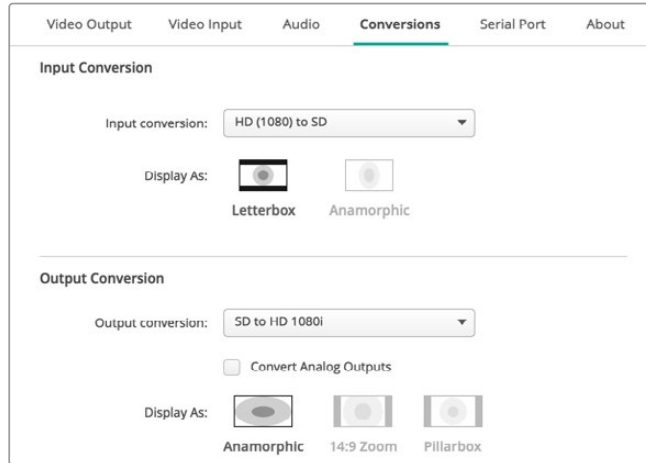 Video Output Video Input Audio Conversions Serial Port About
Input Conversion
Input conversion: HD (1080) to SD
Display As:
Letterbox Anamorphic
Output Conversion
Output conversion: SD to HD 1080i
Convert Analog Outputs
Display As:
Anamorphic 14:9 Zoom Pillarbox